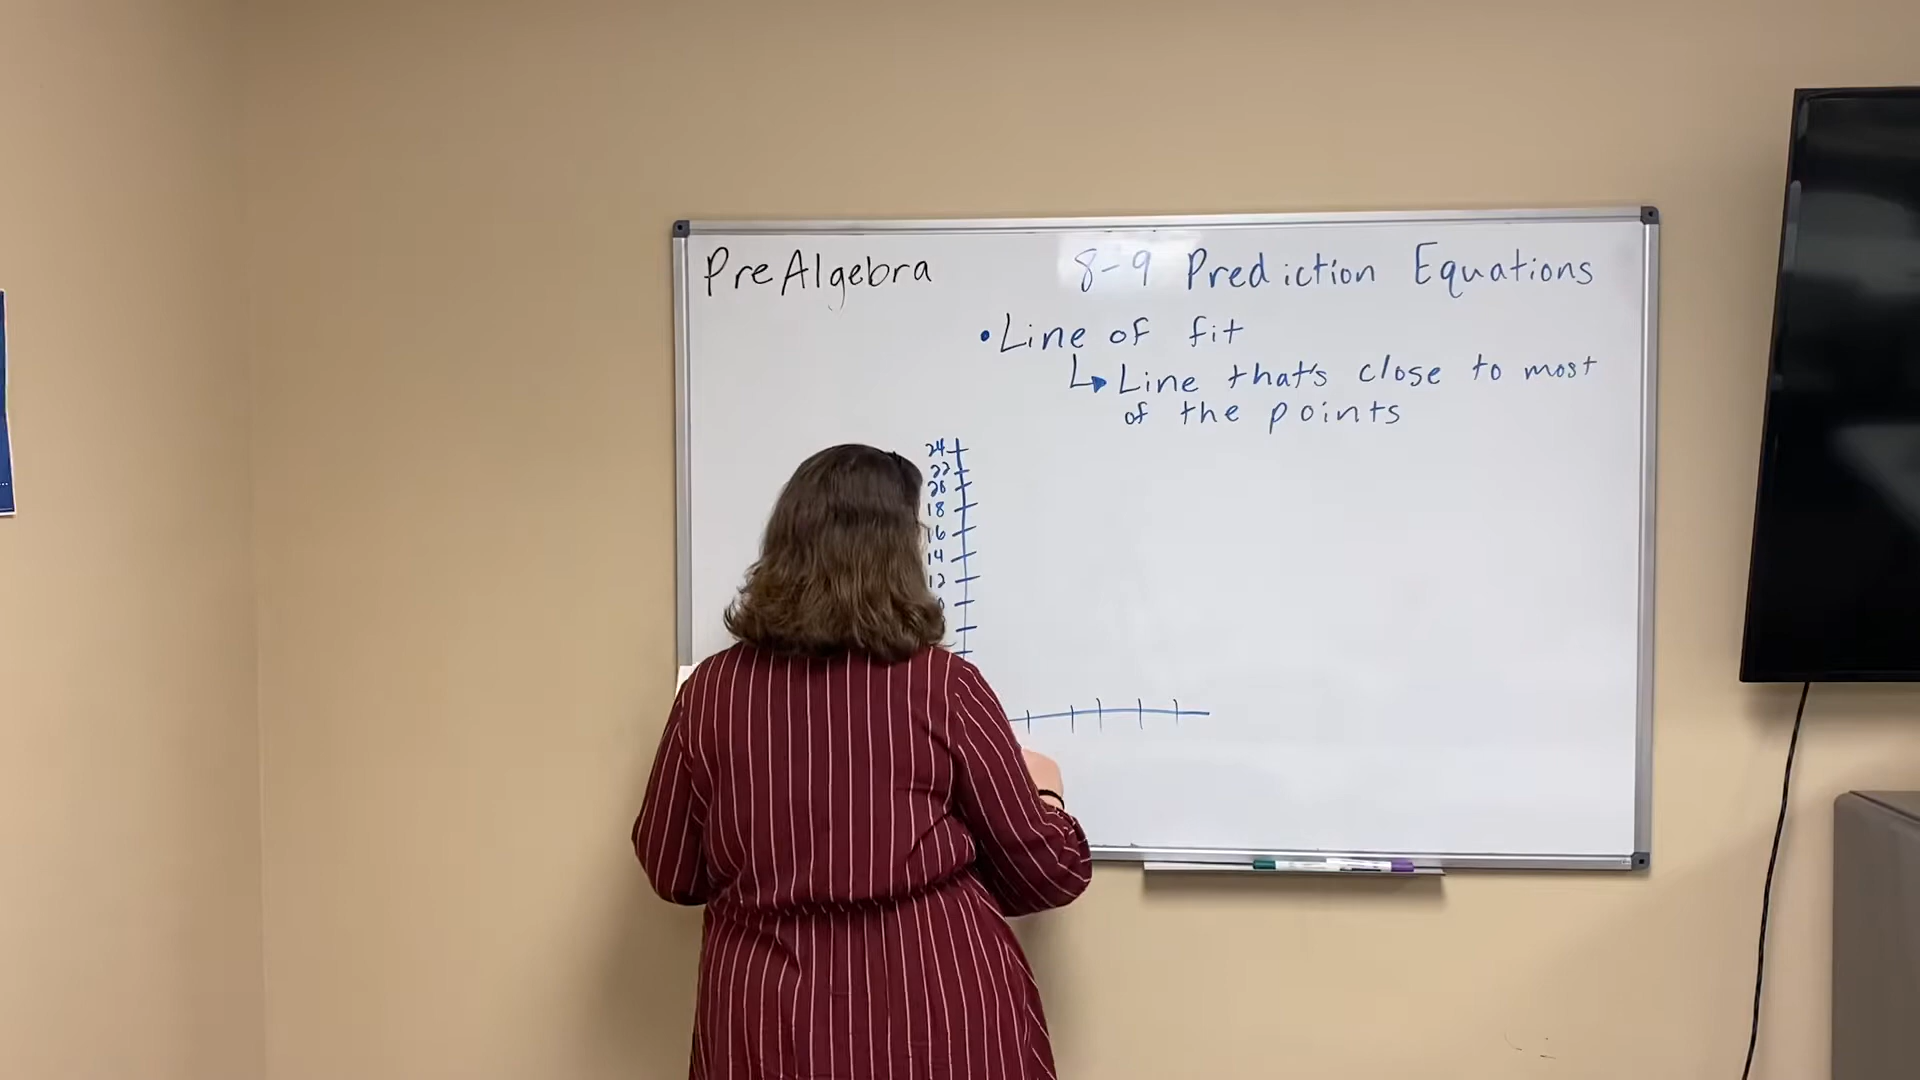 PreAlgebra
8-9 Prediction Equations
• Line of fit
Line that's close to most
of the points
24
22
20
18
16
14
12